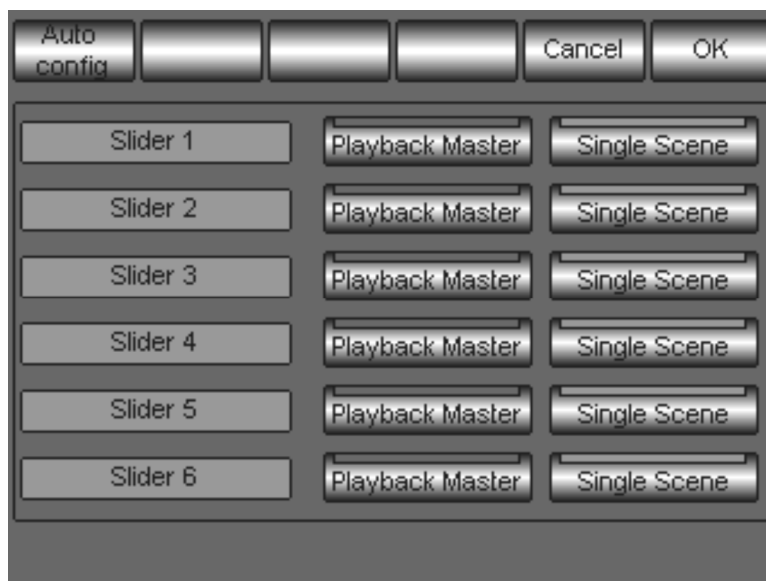 Auto
config
Cancel
OK
Slider 1
Playback Master
Single Scene
Slider 2
Playback Master
Single Scene
Slider 3
Playback Master
Single Scene
Slider 4
Playback Master
Single Scene
Slider 5
Playback Master
Single Scene
Slider 6
Playback Master
Single Scene